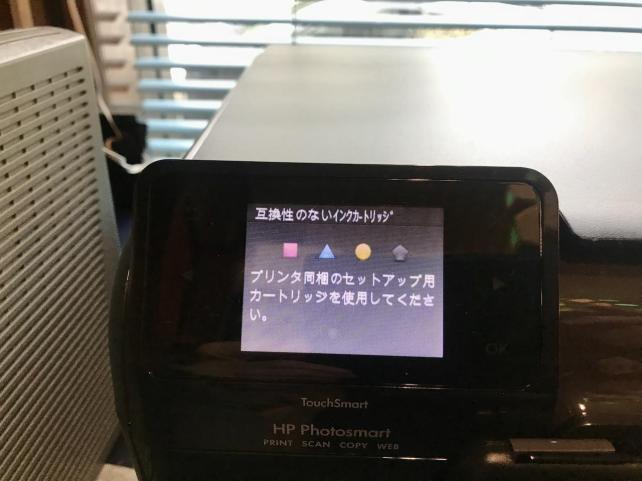 互換性のないインクカートリッジ
プリンタ同梱のセットアップ用
カートリッジを使用してくださ
い。
OK
TouchSmart
HP Photosmart
PRINT SCAN COPY WEB